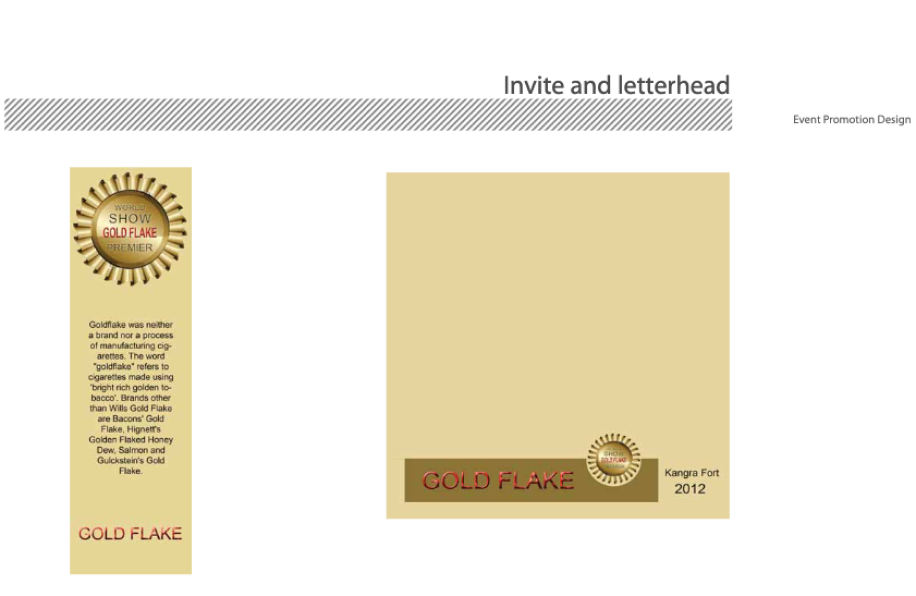 Invite and letterhead
Event Promotion Design
WORLD
SHOW
GOLD FLAKE
PREMIER
Goldflake was neither
a brand nor a process
of manufacturing cig-
arettes. The word
"goldflake" refers to
cigarettes made using
'bright rich golden to-
bacco'. Brands other
than Wills Gold Flake
are Bacons' Gold
Flake, Hignett's
Golden Flaked Honey
Dew, Salmon and
Gulckstein's Gold
Flake.
GOLD FLAKE
SHOW
GOLD FLAKE
GOLD FLAKE
Kangra Fort
2012